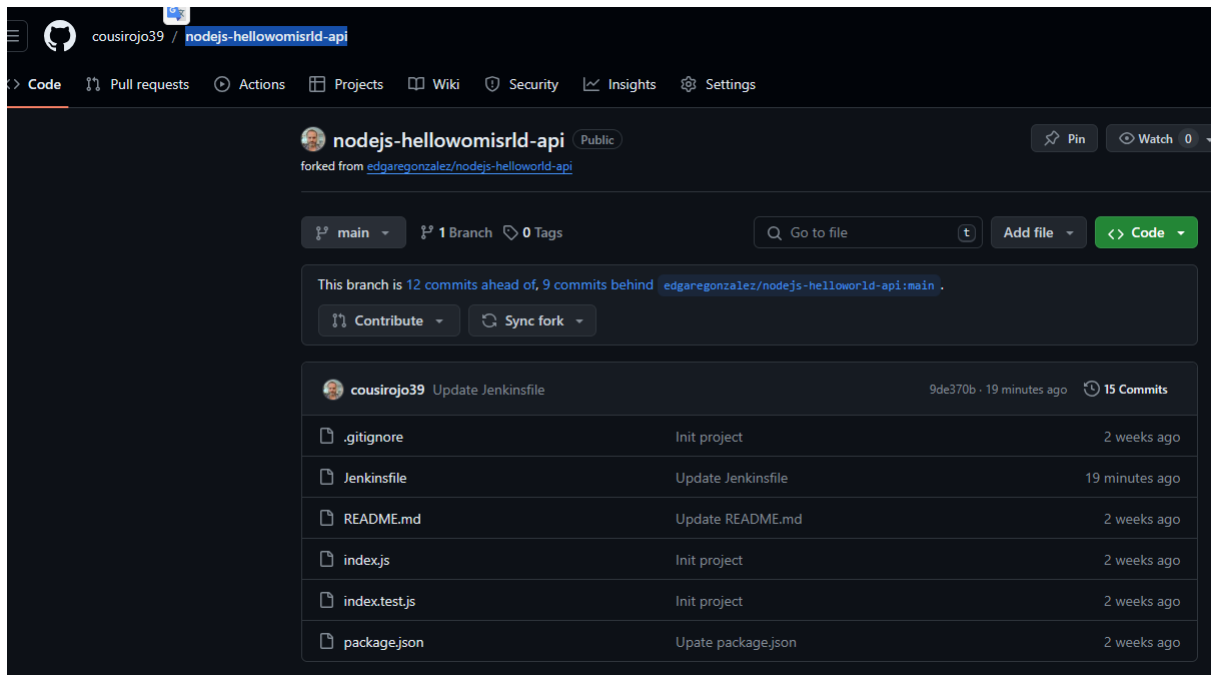 cousirojo39 / nodejs-hellowomisrld-api
Code Pull requests Actions Projects Wiki Security Insights Settings
nodejs-hellowomisrld-api Public Pin Watch 0
forked from edgaregonzalez/nodejs-helloworld-api
main 1 Branch 0 Tags Go to file t Add file Code
This branch is 12 commits ahead of, 9 commits behind edgaregonzalez/nodejs-helloworld-api:main .
Contribute Sync fork
cousirojo39 Update Jenkinsfile 9de370b · 19 minutes ago 15 Commits
.gitignore Init project 2 weeks ago
Jenkinsfile Update Jenkinsfile 19 minutes ago
README.md Update README.md 2 weeks ago
index.js Init project 2 weeks ago
index.test.js Init project 2 weeks ago
package.json Upate package.json 2 weeks ago